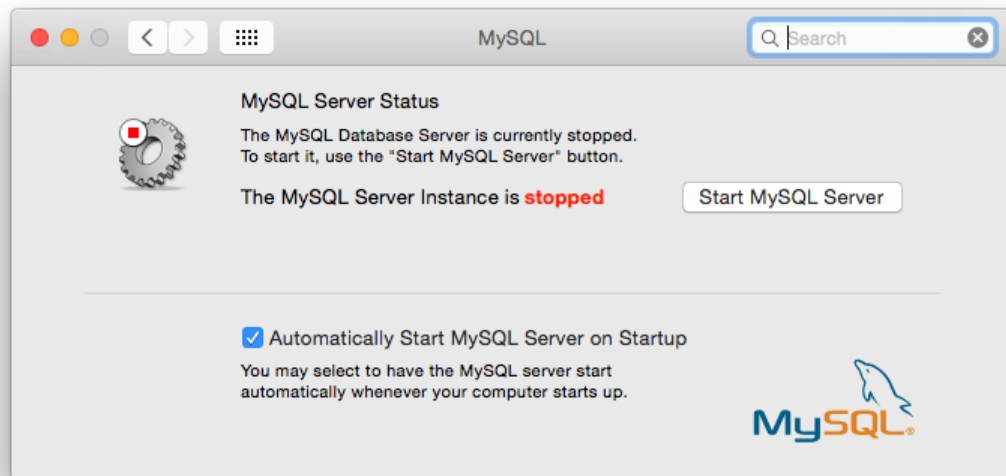 MySQL
Search
MySQL Server Status
The MySQL Database Server is currently stopped.
To start it, use the "Start MySQL Server" button.
The MySQL Server Instance is stopped
Start MySQL Server
Automatically Start MySQL Server on Startup
You may select to have the MySQL server start
automatically whenever your computer starts up.
MySQL®